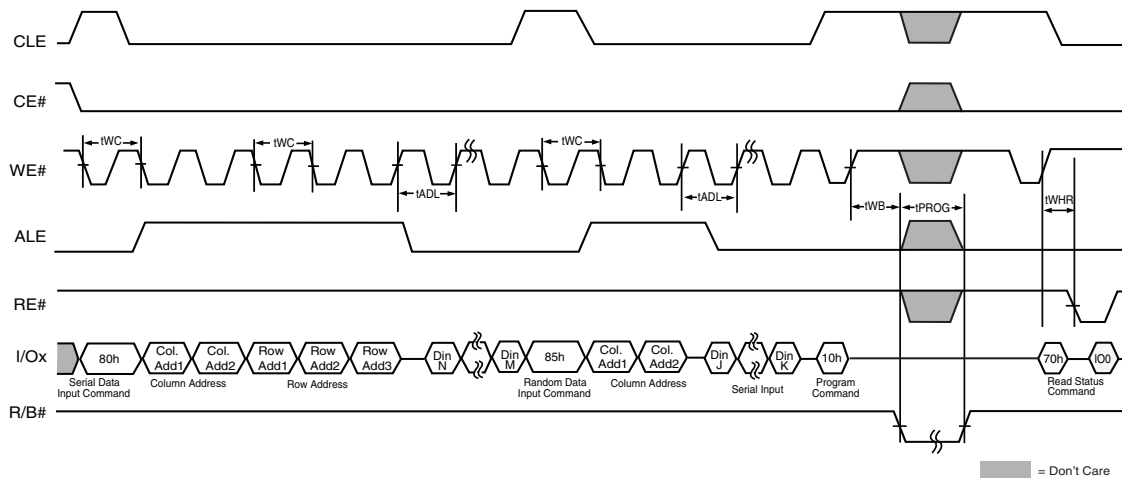 CLE
CE#
tWC
tWC
tWC
WE#
tADL
tADL
tWB
tPROG
tWHR
ALE
RE#
I/Ox
80h
Col.
Add1
Col.
Add2
Row
Add1
Row
Add2
Row
Add3
Din
N
Din
M
85h
Col.
Add1
Col.
Add2
Din
J
Din
K
10h
70h
IO0
Serial Data
Input Command
Column Address
Row Address
Random Data
Input Command
Column Address
Serial Input
Program
Command
Read Status
Command
R/B#
= Don't Care